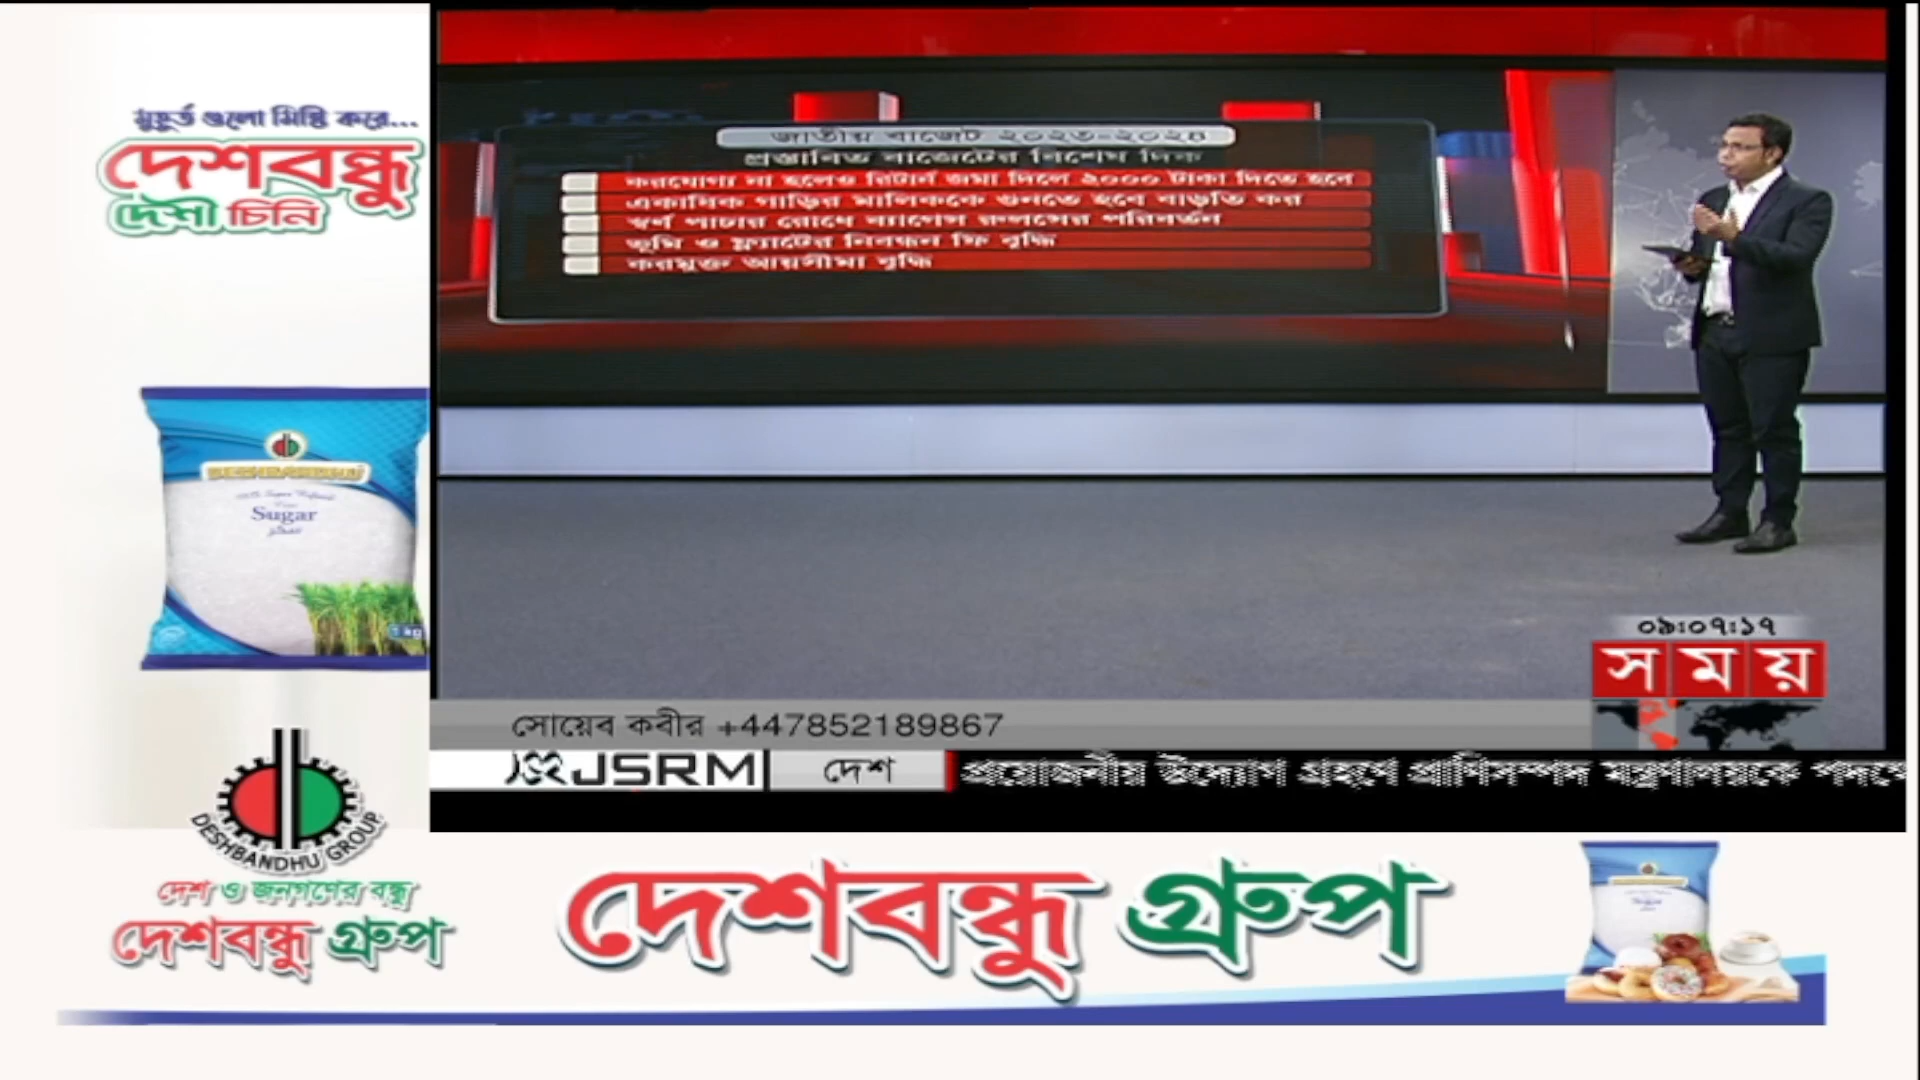 মুহূর্ত গুলো মিষ্টি করে...
দেশবন্ধু
দেশী চিনি
DESHBANDHU
Sugar
DESHBANDHU GROUP
দেশ ও জনগণের বন্ধু
দেশবন্ধু গ্রুপ
জাতীয় বাজেট ২০২৩-২০২৪
প্রস্তাবিত বাজেটের বিশেষ দিক
করযোগ্য না হলেও রিটার্ন জমা দিলে ২০০০ টাকা দিতে হবে
একাধিক গাড়ির মালিককে গুনতে হবে বাড়তি কর
স্বর্ণ পাচার রোধে ব্যাগেস রুলসের পরিবর্তন
ভূমি ও ফ্ল্যাটের নিবন্ধন ফি বৃদ্ধি
করমুক্ত আয়সীমা বৃদ্ধি
০৯:০৭:১৭
সময়
সোয়েব কবীর +447852189867
JSRM দেশ প্রয়োজনীয় উদ্যোগ গ্রহণে প্রাণিসম্পদ মন্ত্রণালয়কে
দেশবন্ধু গ্রুপ
Sugar